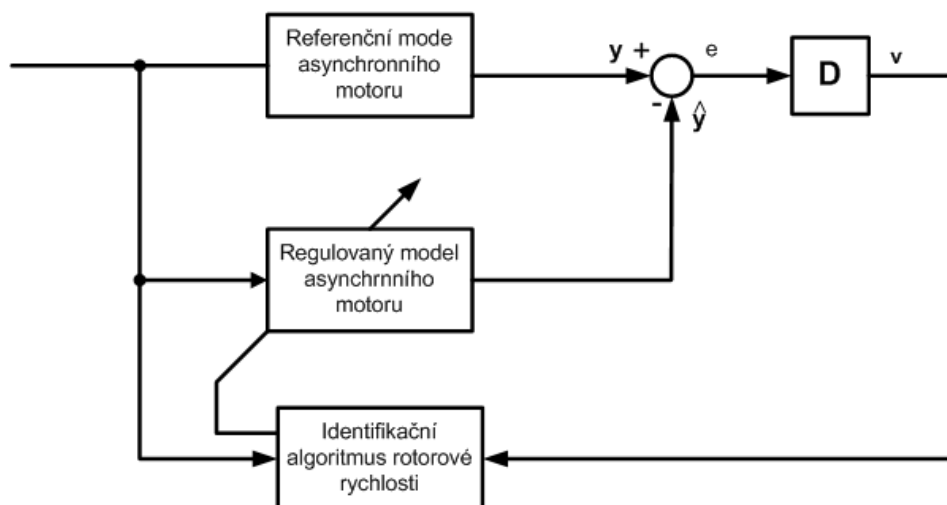 Referenční mode
asynchronního
motoru
y +
e
D
v
-
ŷ
Regulovaný model
asynchrnního
motoru
Identifikační
algoritmus rotorové
rychlosti